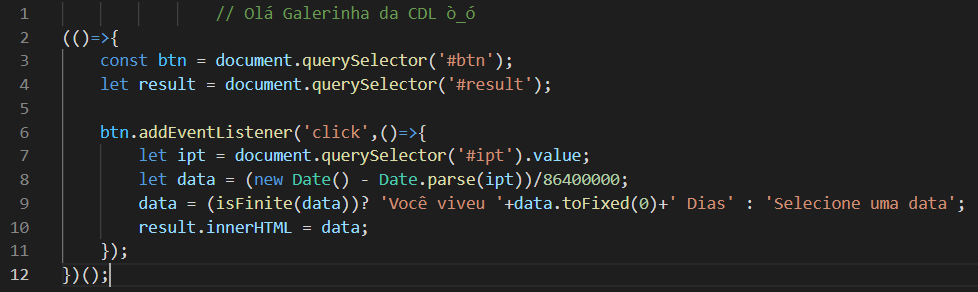 1 // Olá Galerinha da CDL ò_ó
2 (()=>{
3 const btn = document.querySelector('#btn');
4 let result = document.querySelector('#result');
5
6 btn.addEventListener('click',()=>{
7 let ipt = document.querySelector('#ipt').value;
8 let data = (new Date() - Date.parse(ipt))/86400000;
9 data = (isFinite(data))? 'Você viveu '+data.toFixed(0)+' Dias' : 'Selecione uma data';
10 result.innerHTML = data;
11 });
12 })();